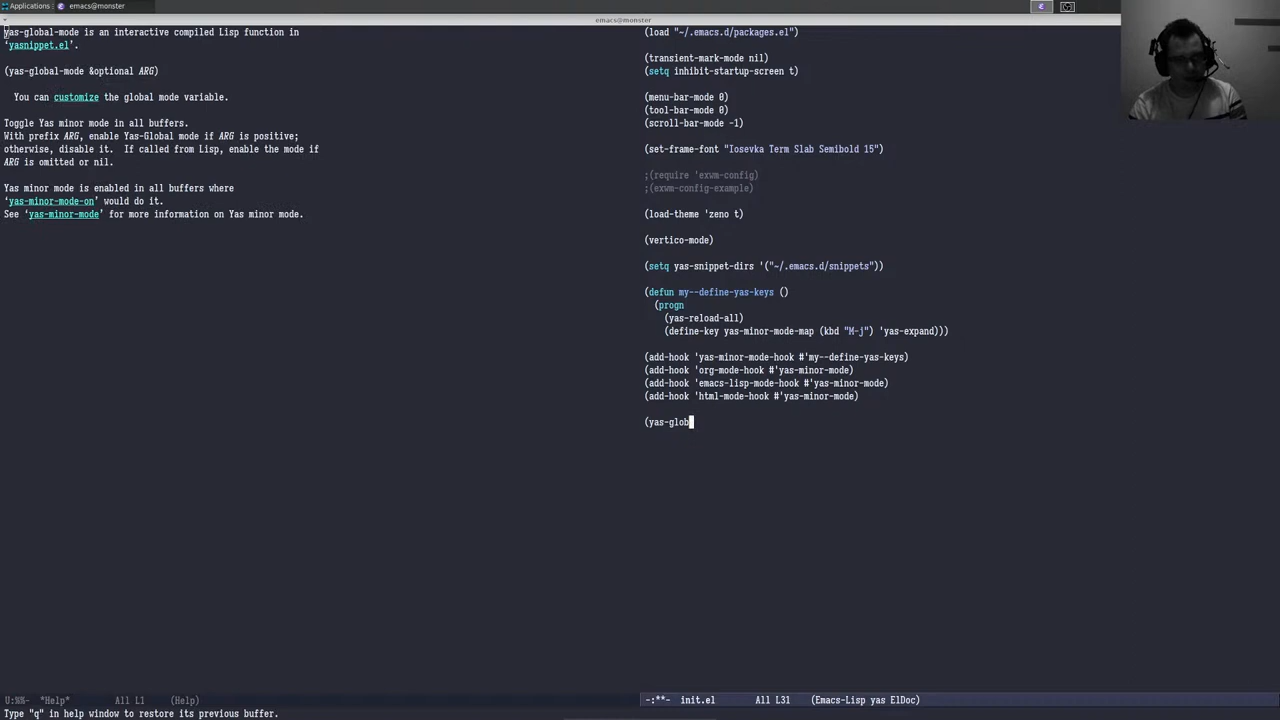 Applications
emacs@monster
emacs@monster
yas-global-mode is an interactive compiled Lisp function in
‘yasnippet.el’.
(yas-global-mode &optional ARG)
You can customize the global mode variable.
Toggle Yas minor mode in all buffers.
With prefix ARG, enable Yas-Global mode if ARG is positive;
otherwise, disable it.  If called from Lisp, enable the mode if
ARG is omitted or nil.
Yas minor mode is enabled in all buffers where
‘yas-minor-mode-on’ would do it.
See ‘yas-minor-mode’ for more information on Yas minor mode.
U:%%-  *Help*      All L1     (Help)
(load "~/.emacs.d/packages.el")
(transient-mark-mode nil)
(setq inhibit-startup-screen t)
(menu-bar-mode 0)
(tool-bar-mode 0)
(scroll-bar-mode -1)
(set-frame-font "Iosevka Term Slab Semibold 15")
;(require 'exwm-config)
;(exwm-config-example)
(load-theme 'zeno t)
(vertico-mode)
(setq yas-snippet-dirs '("~/.emacs.d/snippets"))
(defun my--define-yas-keys ()
(progn
(yas-reload-all)
(define-key yas-minor-mode-map (kbd "M-j") 'yas-expand)))
(add-hook 'yas-minor-mode-hook #'my--define-yas-keys)
(add-hook 'org-mode-hook #'yas-minor-mode)
(add-hook 'emacs-lisp-mode-hook #'yas-minor-mode)
(add-hook 'html-mode-hook #'yas-minor-mode)
(yas-glob
-:**-  init.el        All L31    (Emacs-Lisp yas ElDoc)
Type "q" in help window to restore its previous buffer.